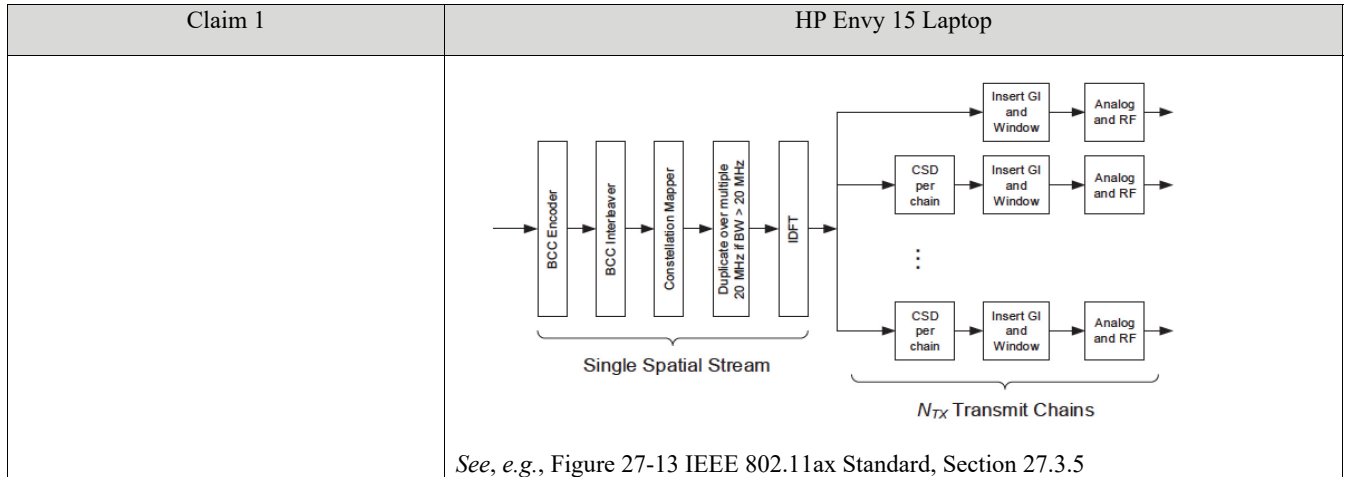 Claim 1
HP Envy 15 Laptop
BCC Encoder
BCC Interleaver
Constellation Mapper
Duplicate over multiple
20 MHz if BW > 20 MHz
IDFT
Insert GI
and
Window
Analog
and RF
CSD
per
chain
Insert GI
and
Window
Analog
and RF
⋮
CSD
per
chain
Insert GI
and
Window
Analog
and RF
Single Spatial Stream
NTX Transmit Chains
See, e.g., Figure 27-13 IEEE 802.11ax Standard, Section 27.3.5